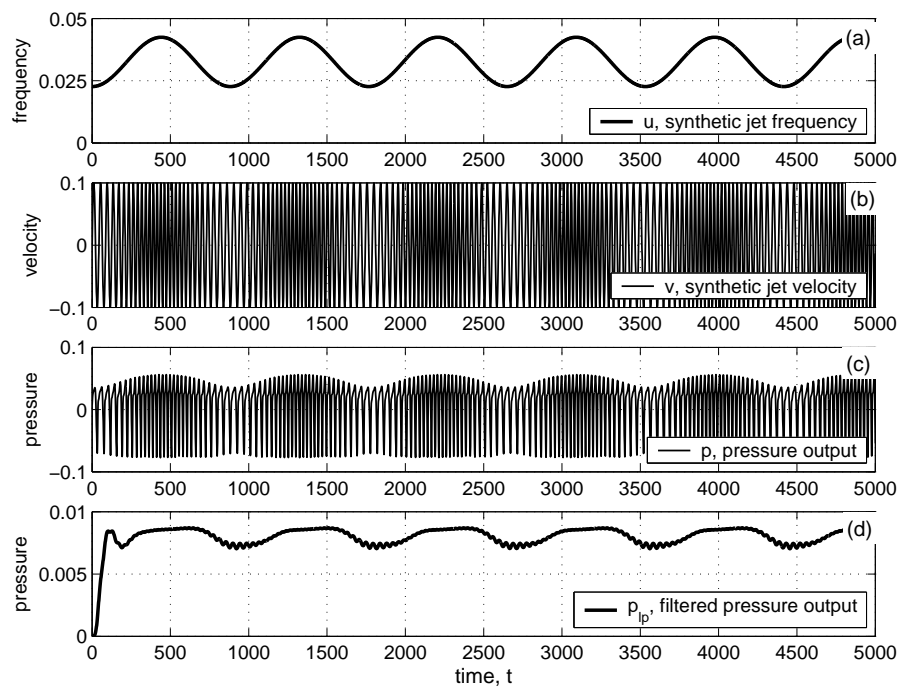 0.05
0.025
0
frequency
(a)
u, synthetic jet frequency
0 500 1000 1500 2000 2500 3000 3500 4000 4500 5000
0.1
0
−0.1
velocity
(b)
v, synthetic jet velocity
0 500 1000 1500 2000 2500 3000 3500 4000 4500 5000
0.1
0
−0.1
pressure
(c)
p, pressure output
0 500 1000 1500 2000 2500 3000 3500 4000 4500 5000
0.01
0.005
0
pressure
(d)
p_lp, filtered pressure output
0 500 1000 1500 2000 2500 3000 3500 4000 4500 5000
time, t